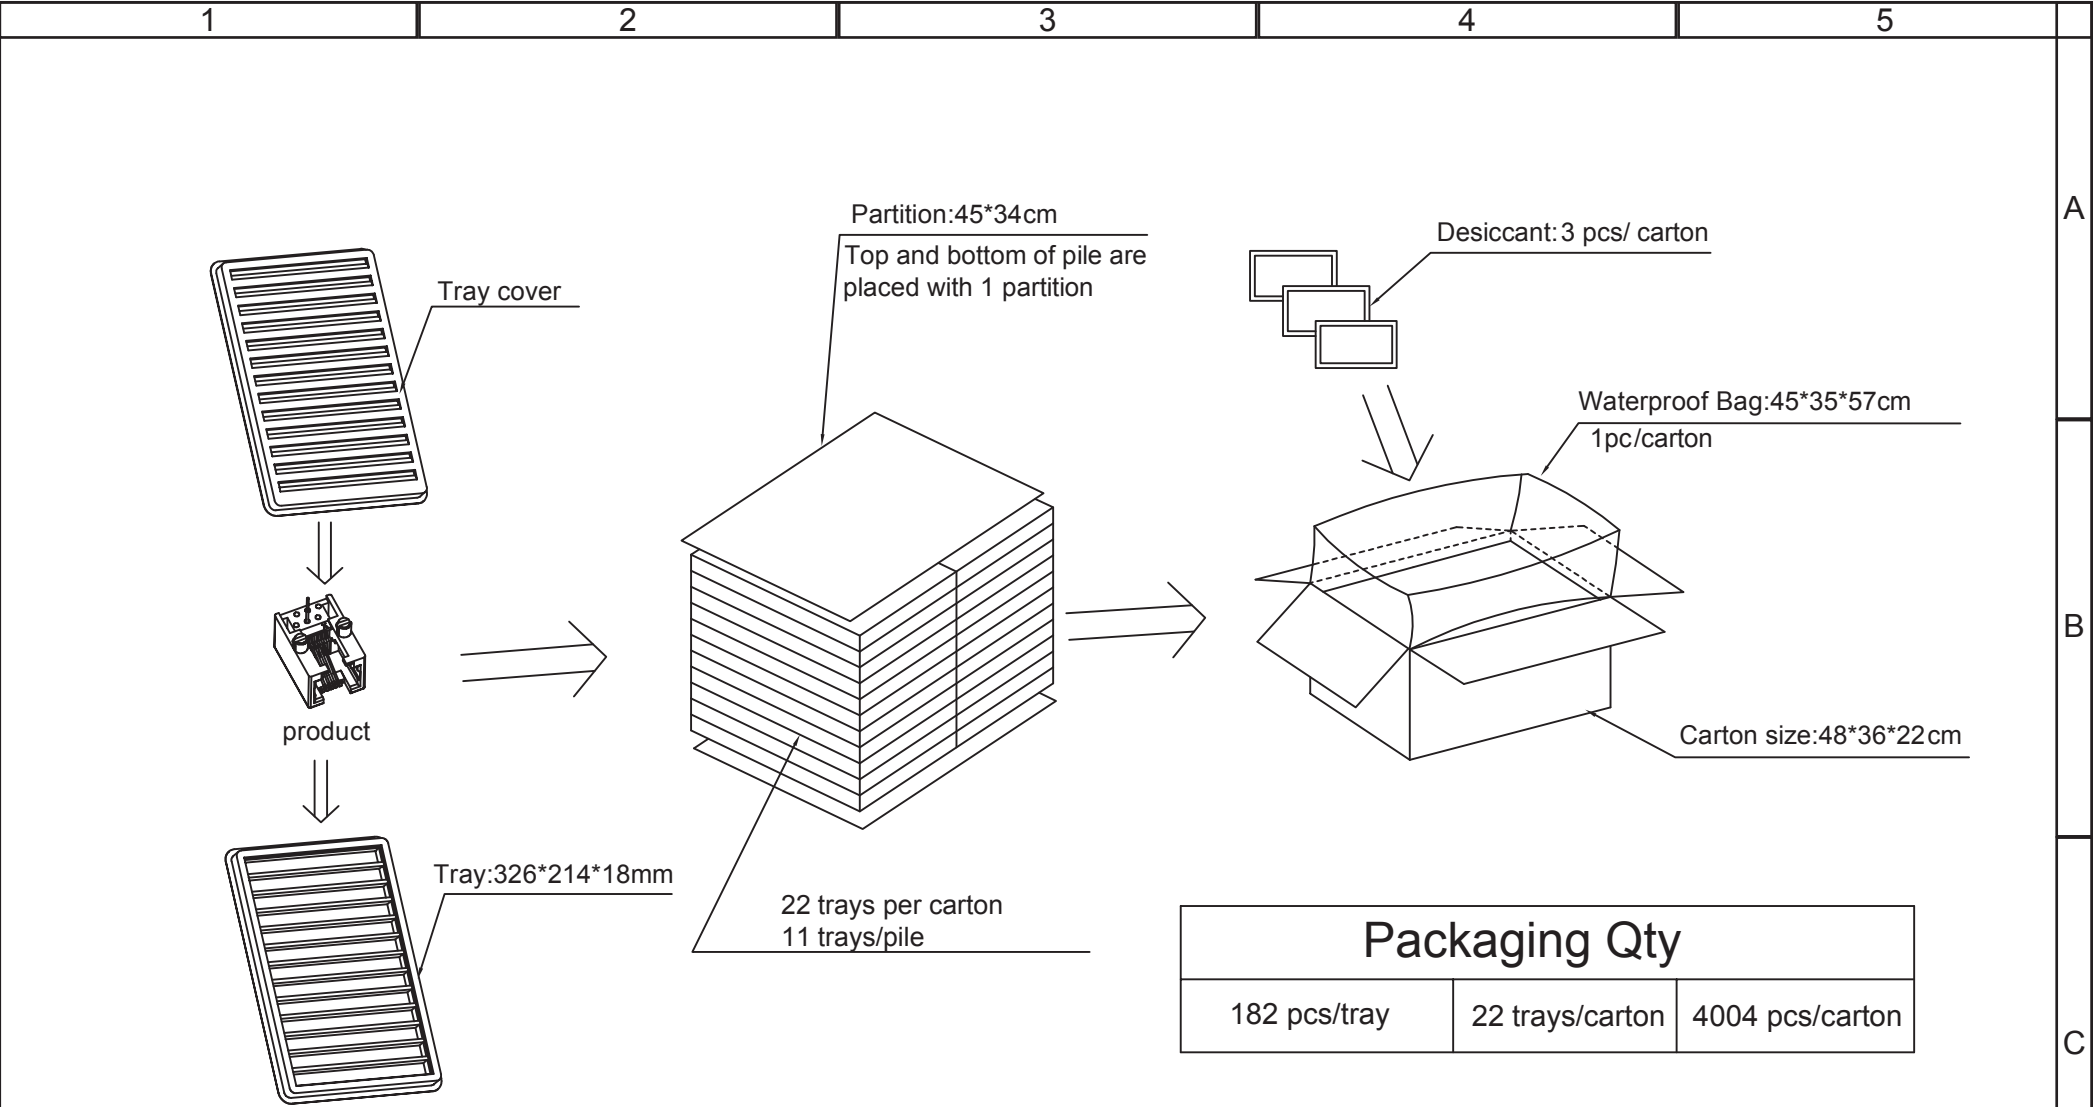 1 2 3 4 5
A
Partition:45*34cm
Top and bottom of pile are
placed with 1 partition
Desiccant:3 pcs/ carton
Tray cover
Waterproof Bag:45*35*57cm
1pc/carton
B
product
Carton size:48*36*22cm
Tray:326*214*18mm
22 trays per carton
11 trays/pile
Packaging Qty
182 pcs/tray 22 trays/carton 4004 pcs/carton
C